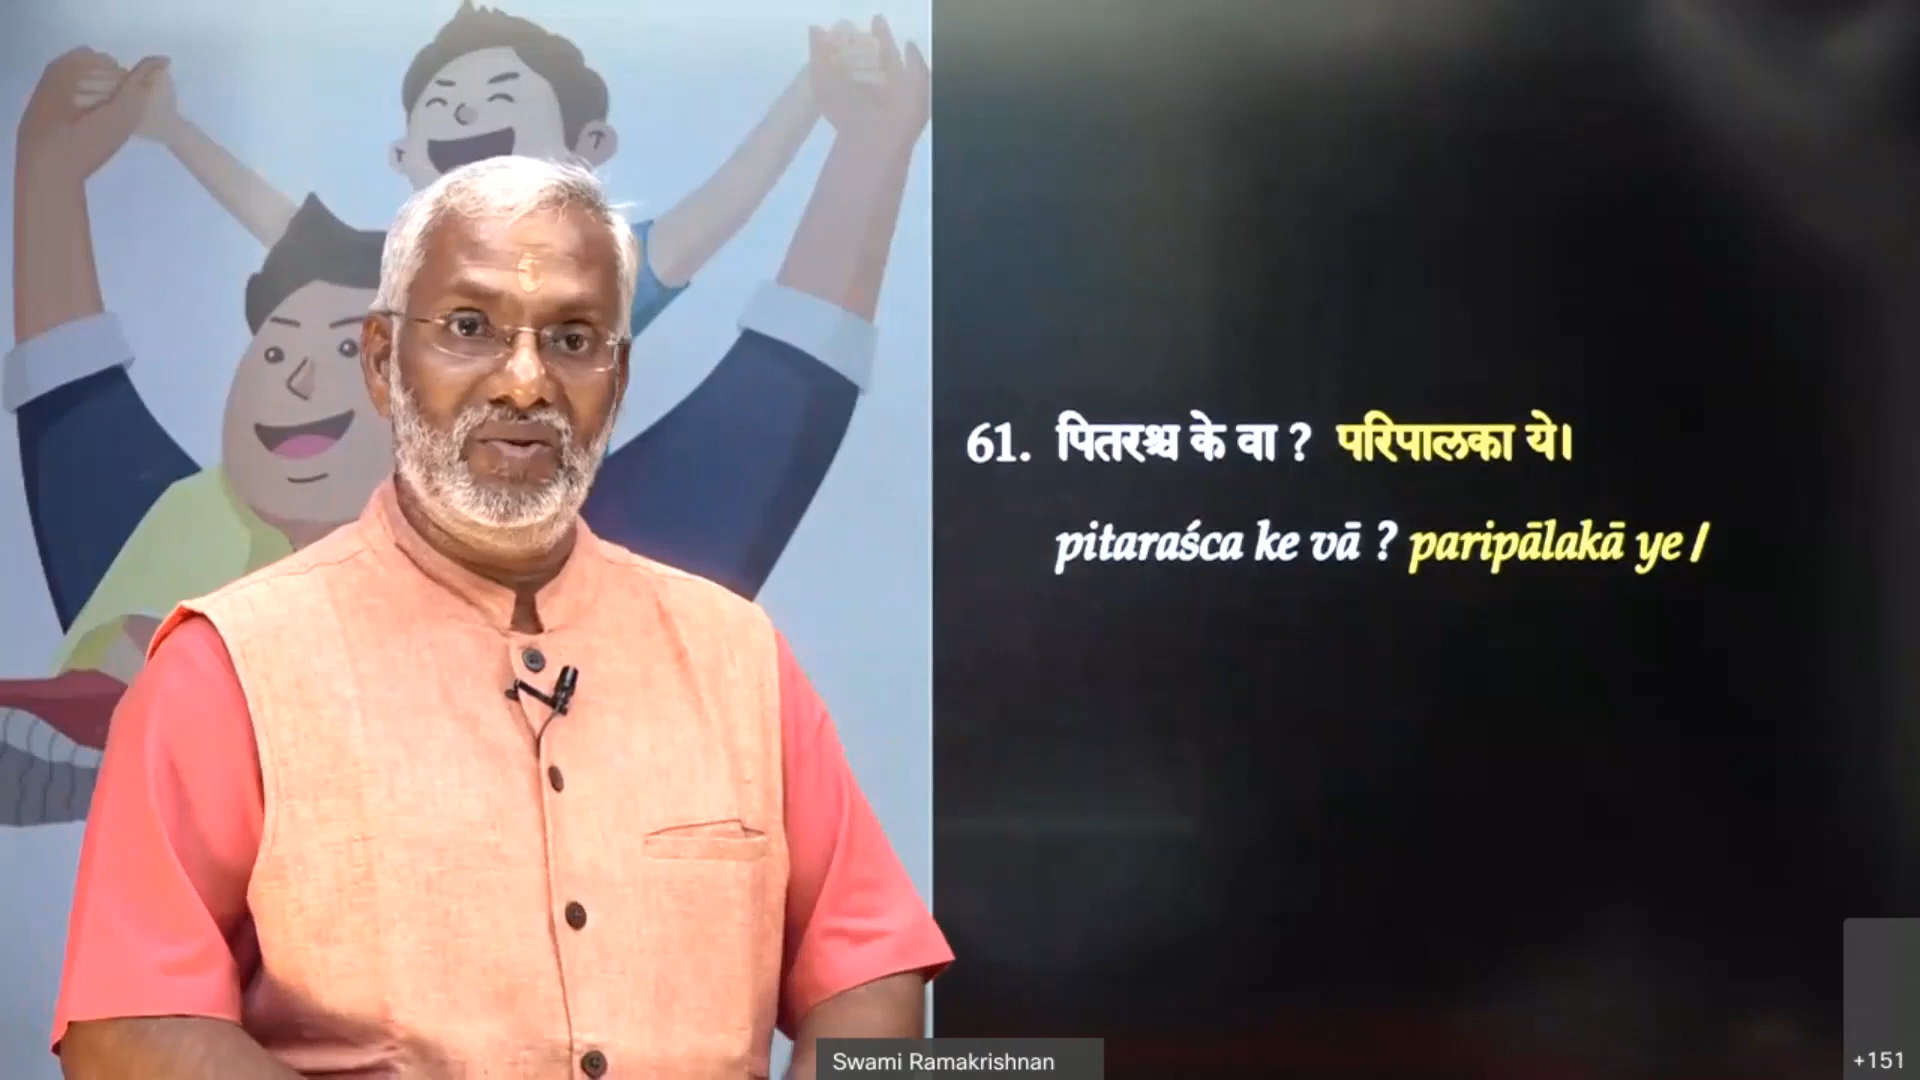 61. पितरश्च के वा ? परिपालका ये।
pitaraśca ke vā ? paripālakā ye /
Swami Ramakrishnan
+151